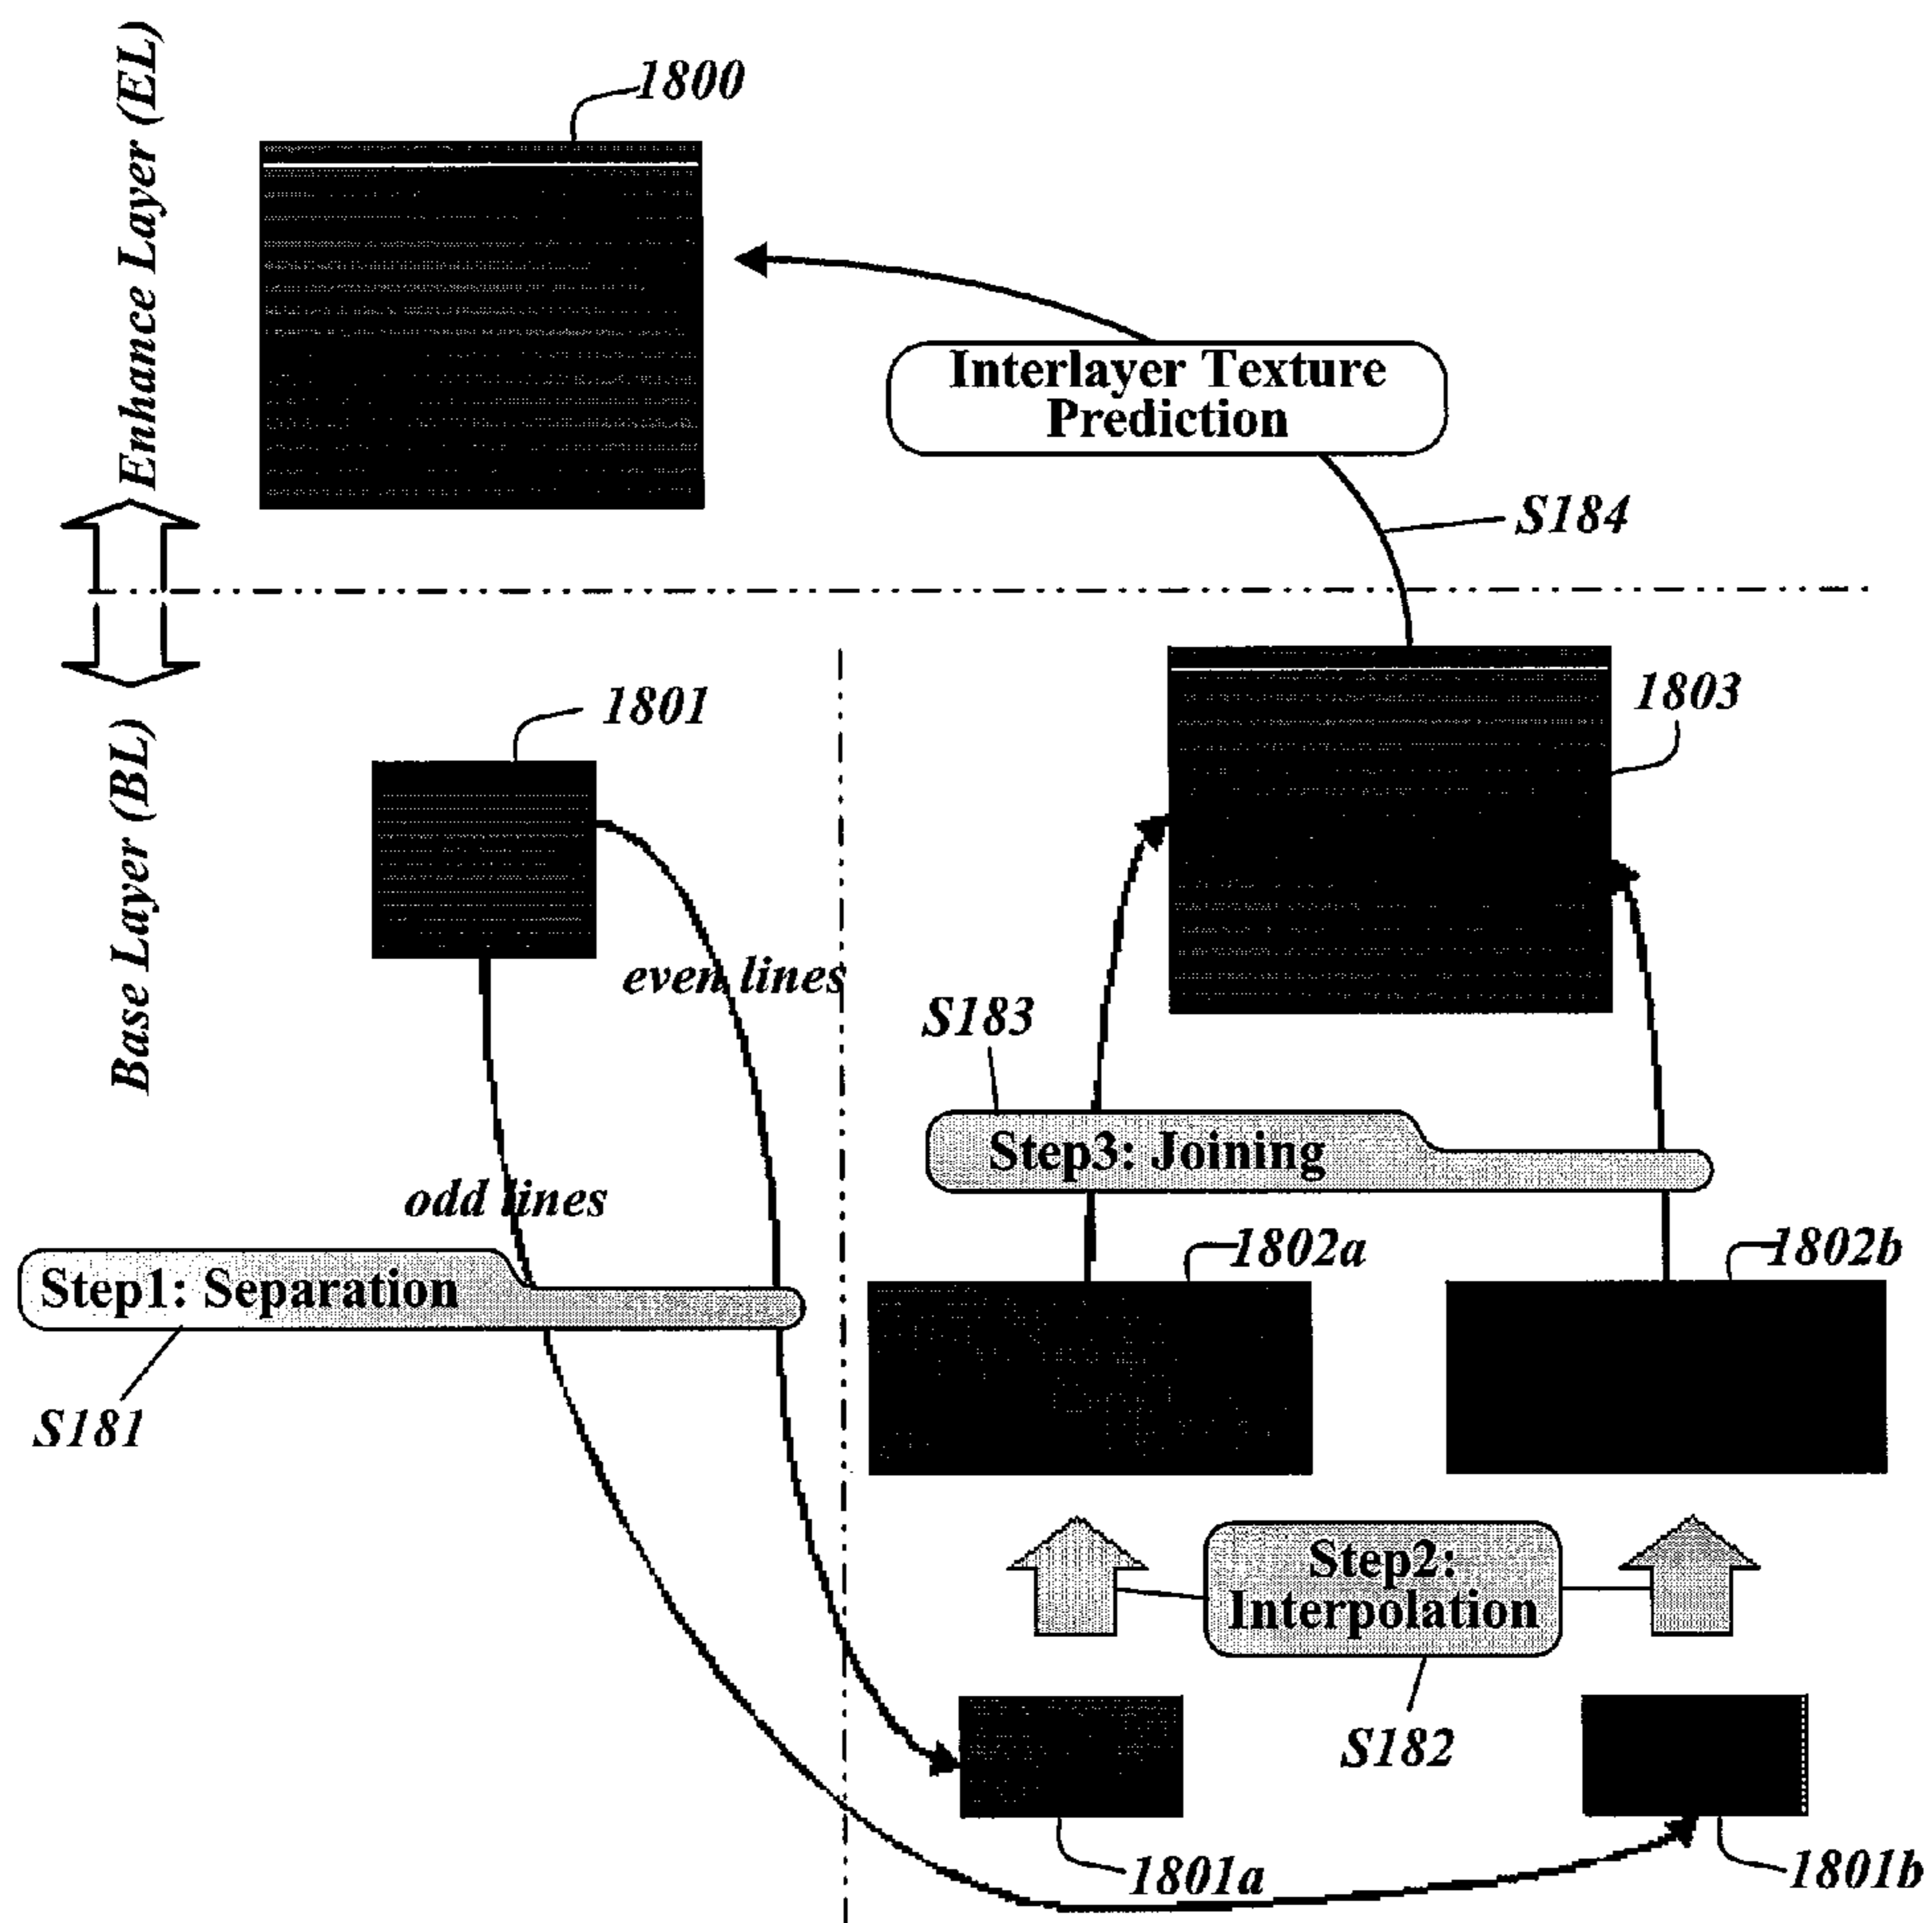 Enhance Layer (EL)
1800
Interlayer Texture
Prediction
S184
Base Layer (BL)
1801
1803
even lines
S183
Step3: Joining
odd lines
1802a
1802b
Step1: Separation
S181
Step2:
Interpolation
S182
1801a
1801b